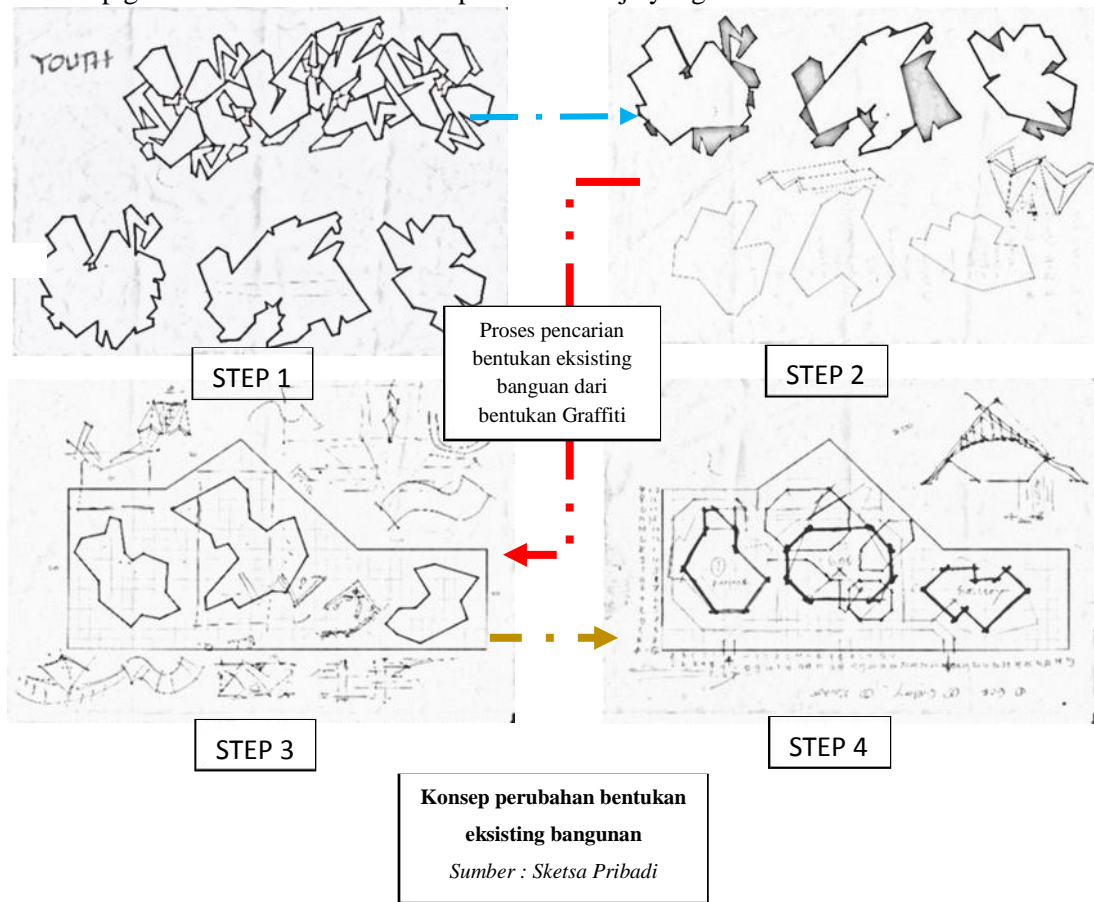 YOUTH
STEP 1
STEP 2
Proses pencarian
bentukan eksisting
banguan dari
bentukan Graffiti
STEP 3
STEP 4
Konsep perubahan bentukan
eksisting bangunan
Sumber : Sketsa Pribadi